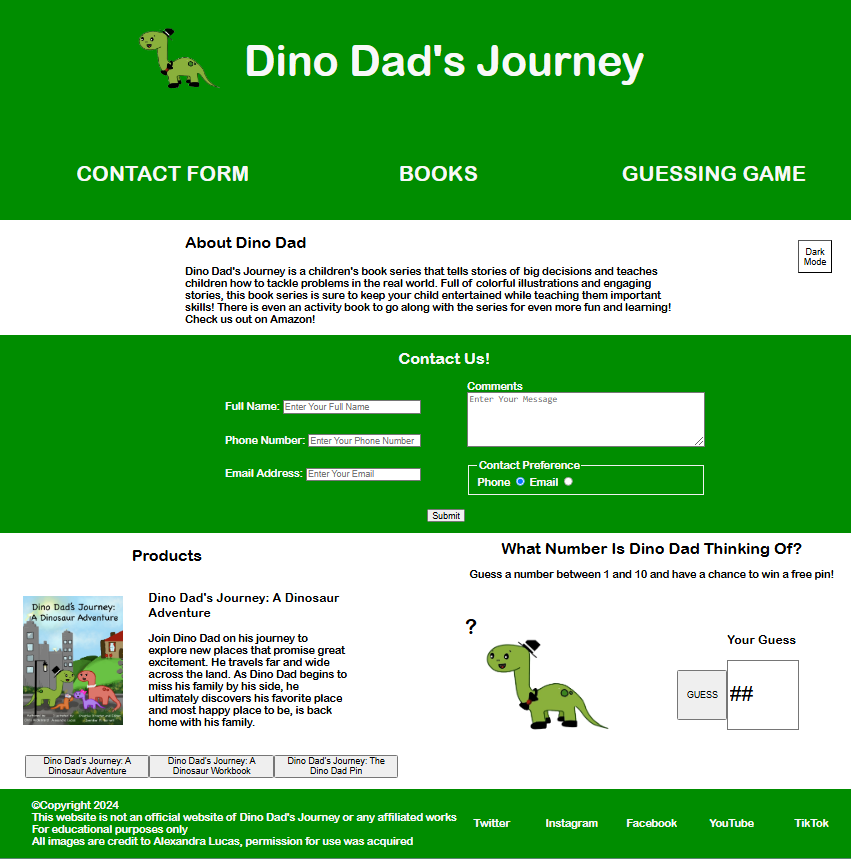 Dino Dad's Journey
CONTACT FORM
BOOKS
GUESSING GAME
About Dino Dad
Dark
Mode
Dino Dad's Journey is a children's book series that tells stories of big decisions and teaches
children how to tackle problems in the real world. Full of colorful illustrations and engaging
stories, this book series is sure to keep your child entertained while teaching them important
skills! There is even an activity book to go along with the series for even more fun and learning!
Check us out on Amazon!
Contact Us!
Full Name: Enter Your Full Name
Phone Number: Enter Your Phone Number
Email Address: Enter Your Email
Comments
Enter Your Message
Contact Preference
Phone Email
Submit
Products
Dino Dad's Journey:
A Dinosaur Adventure
Dino Dad's Journey: A Dinosaur
Adventure
Join Dino Dad on his journey to
explore new places that promise great
excitement. He travels far and wide
across the land. As Dino Dad begins to
miss his family by his side, he
ultimately discovers his favorite place
and most happy place to be, is back
home with his family.
Dino Dad's Journey: A
Dinosaur Adventure
Dino Dad's Journey: A
Dinosaur Workbook
Dino Dad's Journey: The
Dino Dad Pin
What Number Is Dino Dad Thinking Of?
Guess a number between 1 and 10 and have a chance to win a free pin!
?
Your Guess
GUESS
##
©Copyright 2024
This website is not an official website of Dino Dad's Journey or any affiliated works
For educational purposes only
All images are credit to Alexandra Lucas, permission for use was acquired
Twitter
Instagram
Facebook
YouTube
TikTok